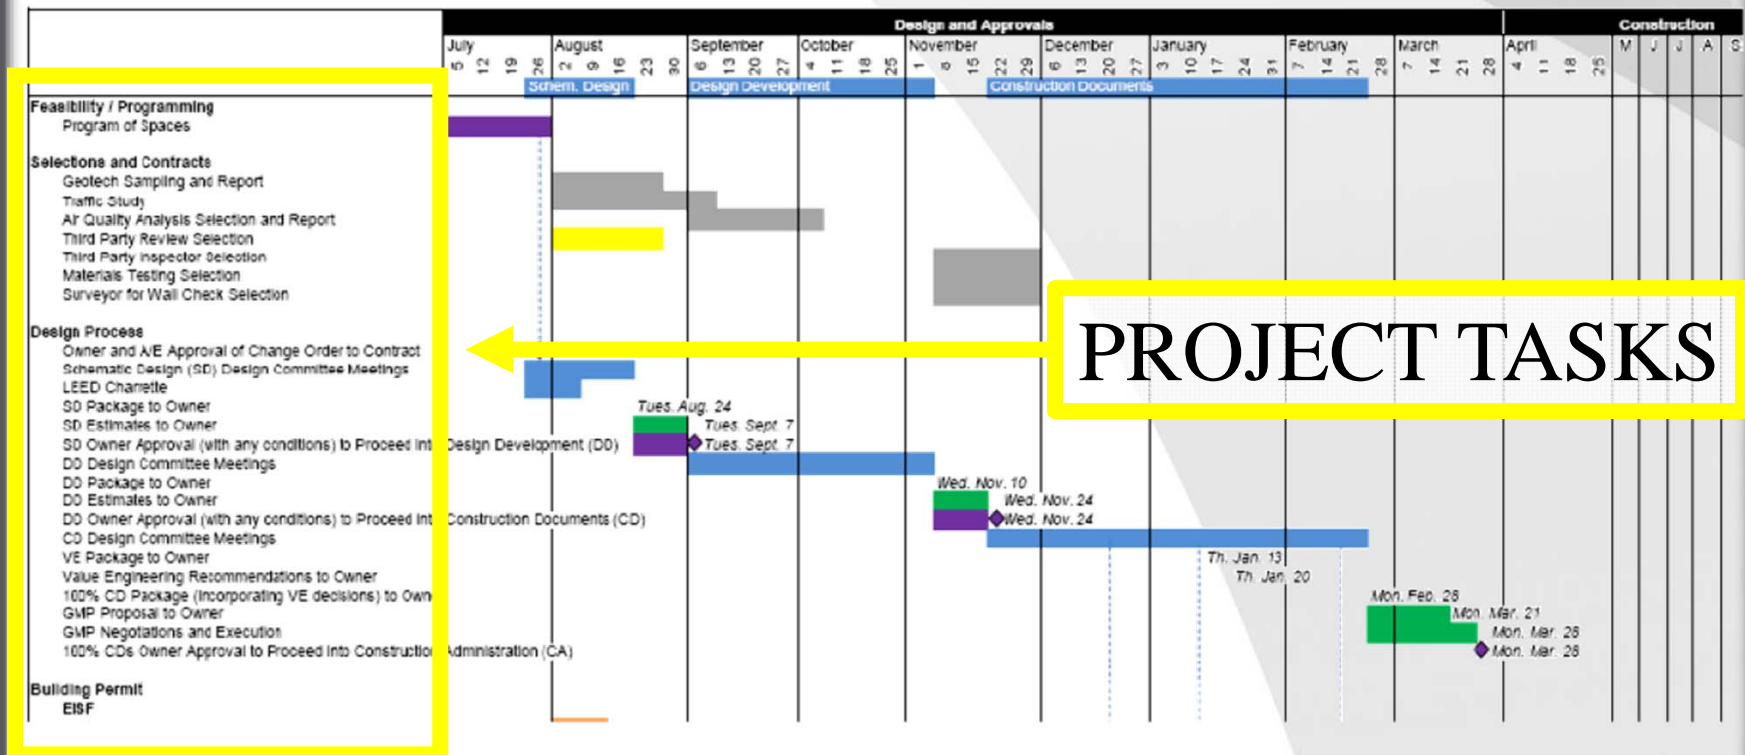 Design and Approvals Construction
July August September October November December January February March April M J J A S
5 12 19 26 2 9 16 23 30 6 13 20 27 4 11 18 25 1 8 15 22 29 6 13 20 27 3 10 17 24 31 7 14 21 28 7 14 21 28 4 11 18 25
Schem. Design Design Development Construction Documents
Feasibility / Programming
Program of Spaces
Selections and Contracts
Geotech Sampling and Report
Traffic Study
Air Quality Analysis Selection and Report
Third Party Review Selection
Third Party Inspector Selection
Materials Testing Selection
Surveyor for Wall Check Selection
PROJECT TASKS
Design Process
Owner and A/E Approval of Change Order to Contract
Schematic Design (SD) Design Committee Meetings
LEED Charrette
SD Package to Owner Tues. Aug. 24
SD Estimates to Owner Tues. Sept. 7
SD Owner Approval (with any conditions) to Proceed Int Design Development (DD) Tues. Sept. 7
DD Design Committee Meetings
DD Package to Owner Wed. Nov. 10
DD Estimates to Owner Wed. Nov. 24
DD Owner Approval (with any conditions) to Proceed Int Construction Documents (CD) Wed. Nov. 24
CD Design Committee Meetings
VE Package to Owner Th. Jan. 13
Value Engineering Recommendations to Owner Th. Jan. 20
100% CD Package (Incorporating VE decisions) to Own Mon. Feb. 28
GMP Proposal to Owner Mon. Mar. 21
GMP Negotations and Execution Mon. Mar. 28
100% CDs Owner Approval to Proceed Into Construction Administration (CA) Mon. Mar. 28
Building Permit
EISF